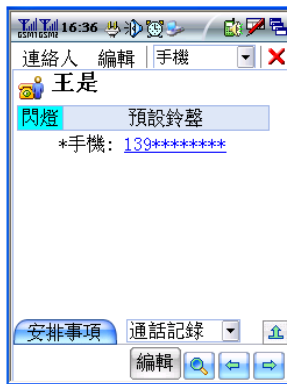 GSM1 GSM2 16:36
連絡人 編輯 手機
王是
閃燈 預設鈴聲
*手機: 139********
安排事項 通話記錄
編輯